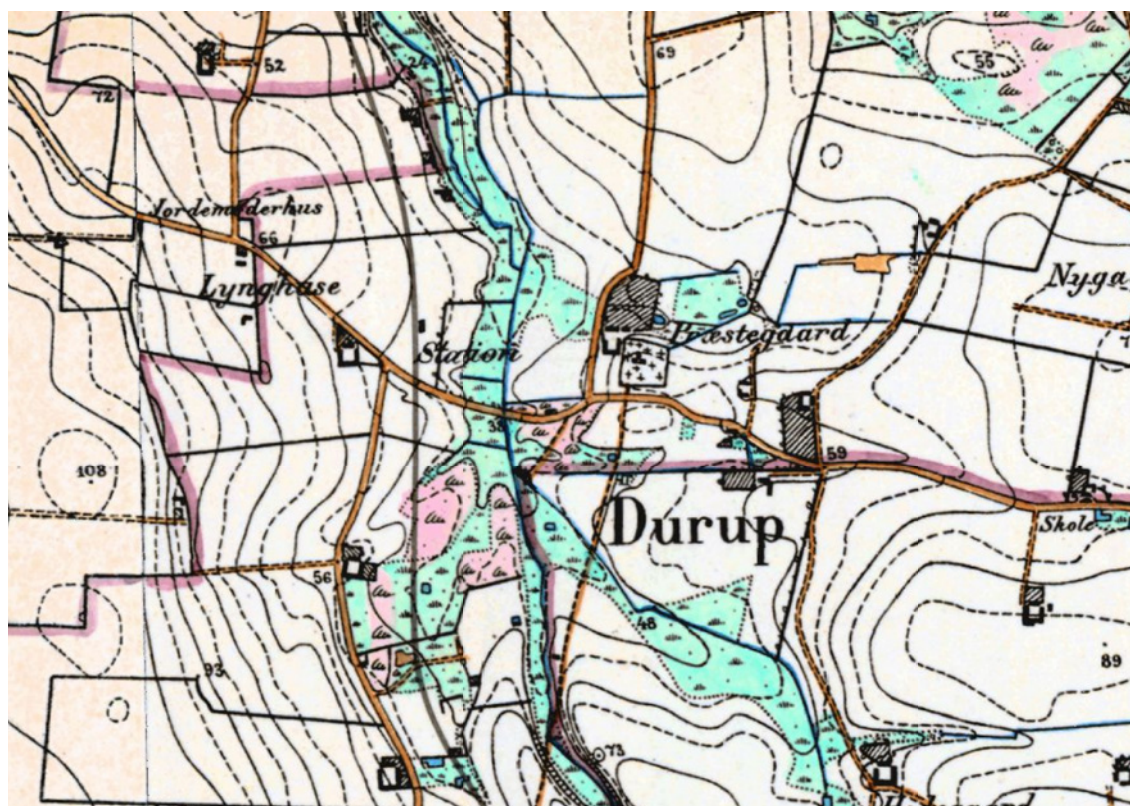 69
52
24
55
72
Jordemoderhus
66
Lynghuse
Nyga
Station
Præstegaard
59
108
Durup
Skole
56
48
89
93
73